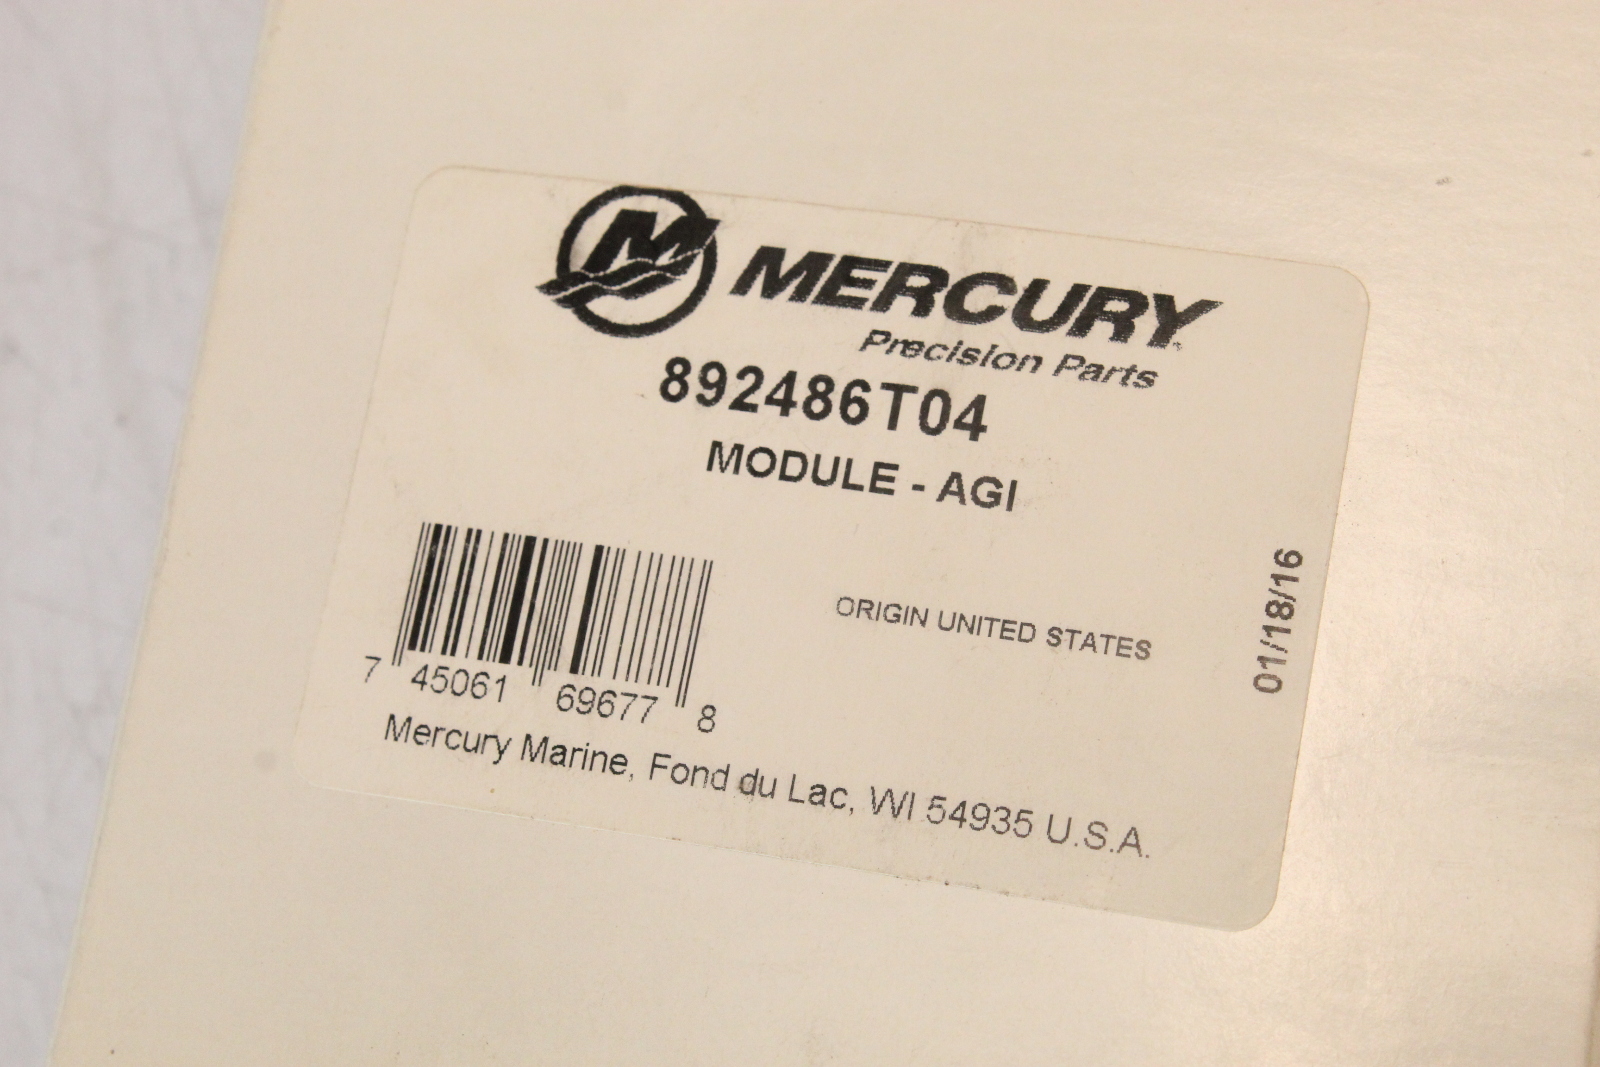 M MERCURY
Precision Parts
892486T04
MODULE - AGI
ORIGIN UNITED STATES
01/18/16
7 45061 69677 8
Mercury Marine, Fond du Lac, WI 54935 U.S.A.